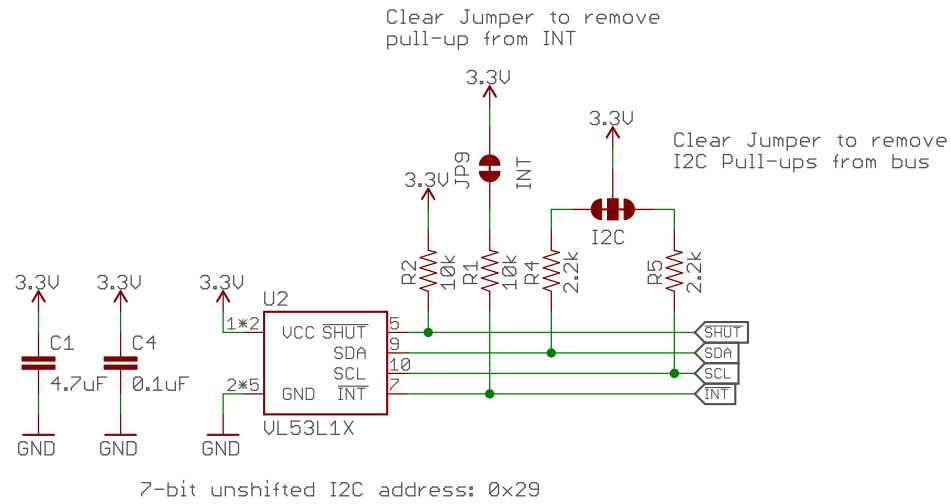 Clear Jumper to remove
pull-up from INT
3.3V
3.3V
Clear Jumper to remove
I2C Pull-ups from bus
JP9
INT
3.3V
I2C
R2
10k
R1
10k
R4
2.2k
R5
2.2k
3.3V
3.3V
3.3V
U2
1*2
VCC
SHUT
5
SHUT
C1
C4
SDA
9
SDA
SCL
10
SCL
4.7uF
0.1uF
2*5
GND
INT
7
INT
VL53L1X
GND
GND
GND
7-bit unshifted I2C address: 0x29